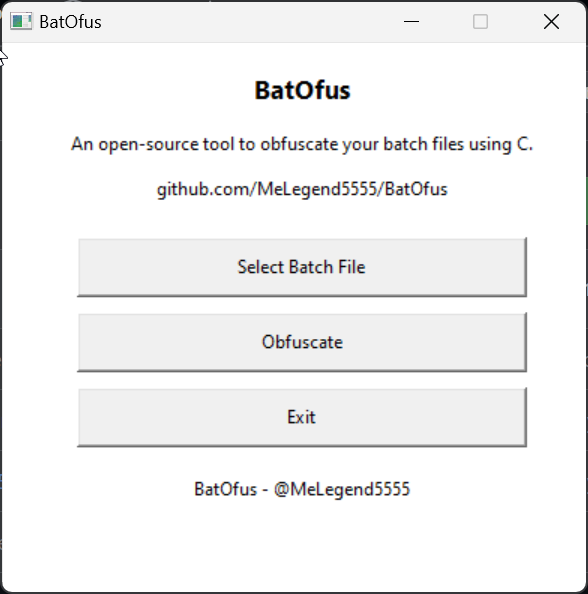 BatOfus
BatOfus
An open-source tool to obfuscate your batch files using C.
github.com/MeLegend5555/BatOfus
Select Batch File
Obfuscate
Exit
BatOfus - @MeLegend5555